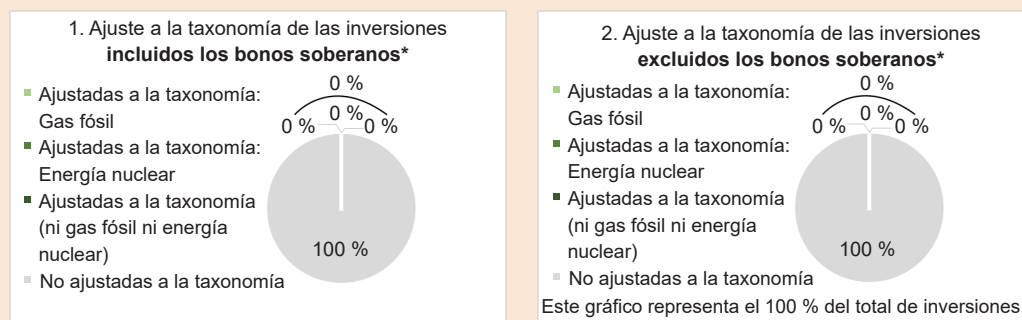 1. Ajuste a la taxonomía de las inversiones
incluidos los bonos soberanos*
0 %
Ajustadas a la taxonomía:
Gas fósil
0 %
0 %
0 %
Ajustadas a la taxonomía:
Energía nuclear
Ajustadas a la taxonomía
(ni gas fósil ni energía
nuclear)
100 %
No ajustadas a la taxonomía
2. Ajuste a la taxonomía de las inversiones
excluidos los bonos soberanos*
0 %
Ajustadas a la taxonomía:
Gas fósil
0 %
0 %
0 %
Ajustadas a la taxonomía:
Energía nuclear
Ajustadas a la taxonomía
(ni gas fósil ni energía
nuclear)
100 %
No ajustadas a la taxonomía
Este gráfico representa el 100 % del total de inversiones